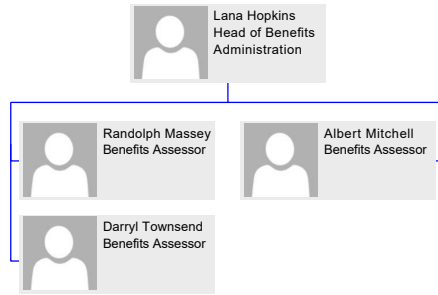 Lana Hopkins
Head of Benefits
Administration
Randolph Massey
Benefits Assessor
Albert Mitchell
Benefits Assessor
Darryl Townsend
Benefits Assessor